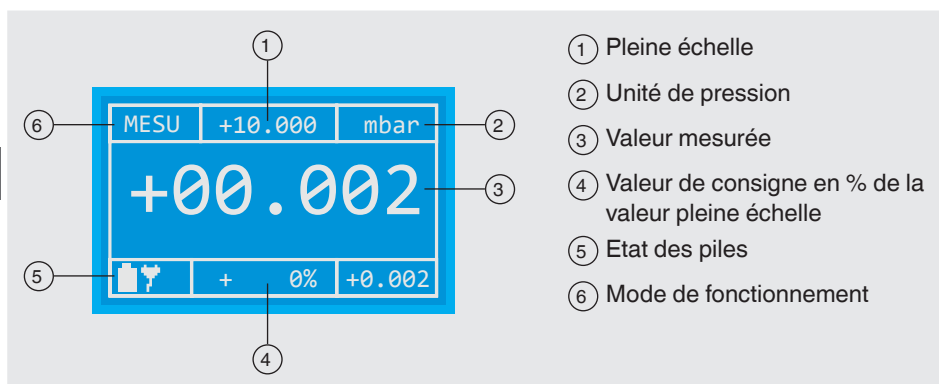 1
6
MESU +10.000 mbar
2
+00.002
3
5
+ 0% +0.002
4
1 Pleine échelle
2 Unité de pression
3 Valeur mesurée
4 Valeur de consigne en % de la
valeur pleine échelle
5 Etat des piles
6 Mode de fonctionnement